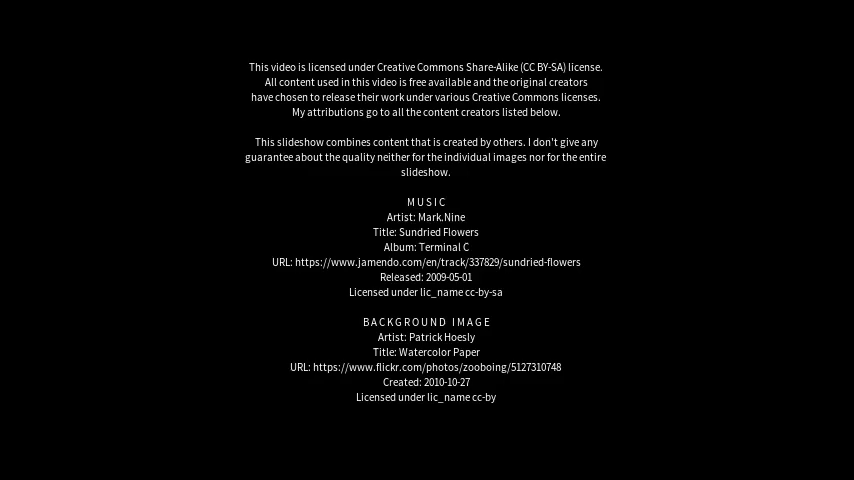 This video is licensed under Creative Commons Share-Alike (CC BY-SA) license.
All content used in this video is free available and the original creators
have chosen to release their work under various Creative Commons licenses.
My attributions go to all the content creators listed below.
This slideshow combines content that is created by others. I don't give any
guarantee about the quality neither for the individual images nor for the entire
slideshow.
MUSIC
Artist: Mark.Nine
Title: Sundried Flowers
Album: Terminal C
URL: https://www.jamendo.com/en/track/337829/sundried-flowers
Released: 2009-05-01
Licensed under lic_name cc-by-sa
BACKGROUND IMAGE
Artist: Patrick Hoesly
Title: Watercolor Paper
URL: https://www.flickr.com/photos/zooboing/5127310748
Created: 2010-10-27
Licensed under lic_name cc-by